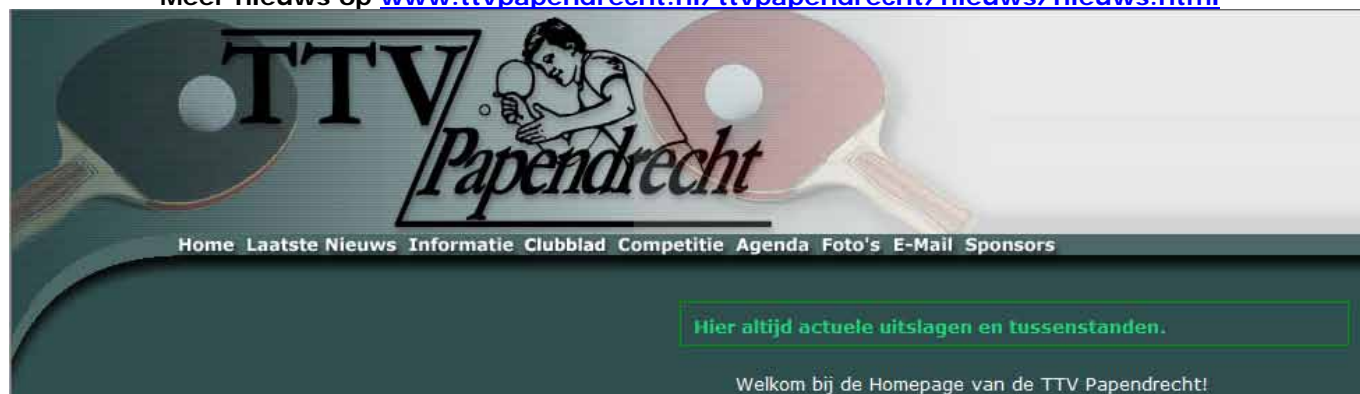 Meer nieuws op www.ttvpapendrecht.nl/ttvpapendrecht/nieuws/nieuws.html
TTV
Papendrecht
Home Laatste Nieuws Informatie Clubblad Competitie Agenda Foto's E-Mail Sponsors
Hier altijd actuele uitslagen en tussenstanden.
Welkom bij de Homepage van de TTV Papendrecht!